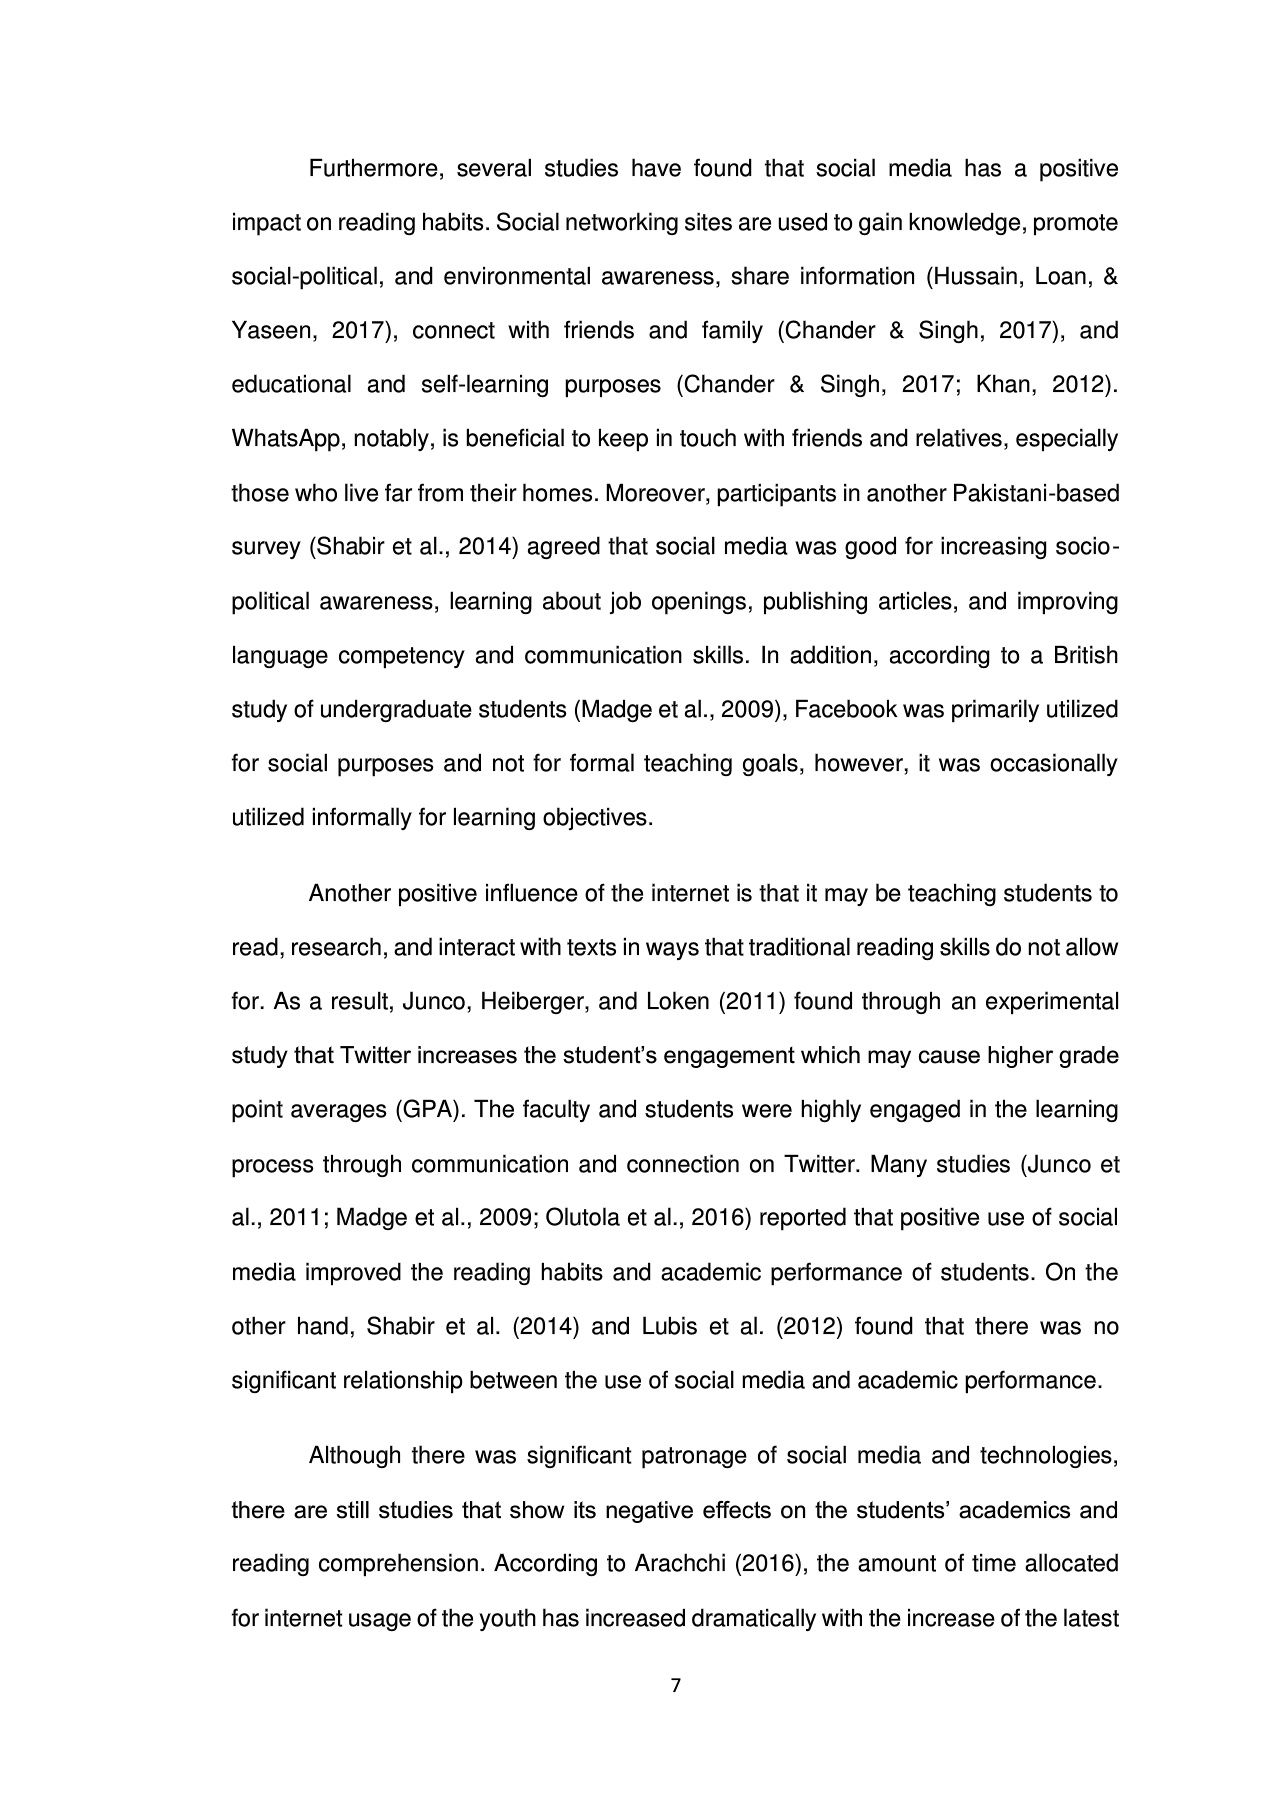 Furthermore, several studies have found that social media has a positive
impact on reading habits. Social networking sites are used to gain knowledge, promote
social-political, and environmental awareness, share information (Hussain, Loan, &
Yaseen, 2017), connect with friends and family (Chander & Singh, 2017), and
educational and self-learning purposes (Chander & Singh, 2017; Khan, 2012).
WhatsApp, notably, is beneficial to keep in touch with friends and relatives, especially
those who live far from their homes. Moreover, participants in another Pakistani-based
survey (Shabir et al., 2014) agreed that social media was good for increasing socio-
political awareness, learning about job openings, publishing articles, and improving
language competency and communication skills. In addition, according to a British
study of undergraduate students (Madge et al., 2009), Facebook was primarily utilized
for social purposes and not for formal teaching goals, however, it was occasionally
utilized informally for learning objectives.
Another positive influence of the internet is that it may be teaching students to
read, research, and interact with texts in ways that traditional reading skills do not allow
for. As a result, Junco, Heiberger, and Loken (2011) found through an experimental
study that Twitter increases the student’s engagement which may cause higher grade
point averages (GPA). The faculty and students were highly engaged in the learning
process through communication and connection on Twitter. Many studies (Junco et
al., 2011; Madge et al., 2009; Olutola et al., 2016) reported that positive use of social
media improved the reading habits and academic performance of students. On the
other hand, Shabir et al. (2014) and Lubis et al. (2012) found that there was no
significant relationship between the use of social media and academic performance.
Although there was significant patronage of social media and technologies,
there are still studies that show its negative effects on the students’ academics and
reading comprehension. According to Arachchi (2016), the amount of time allocated
for internet usage of the youth has increased dramatically with the increase of the latest
7